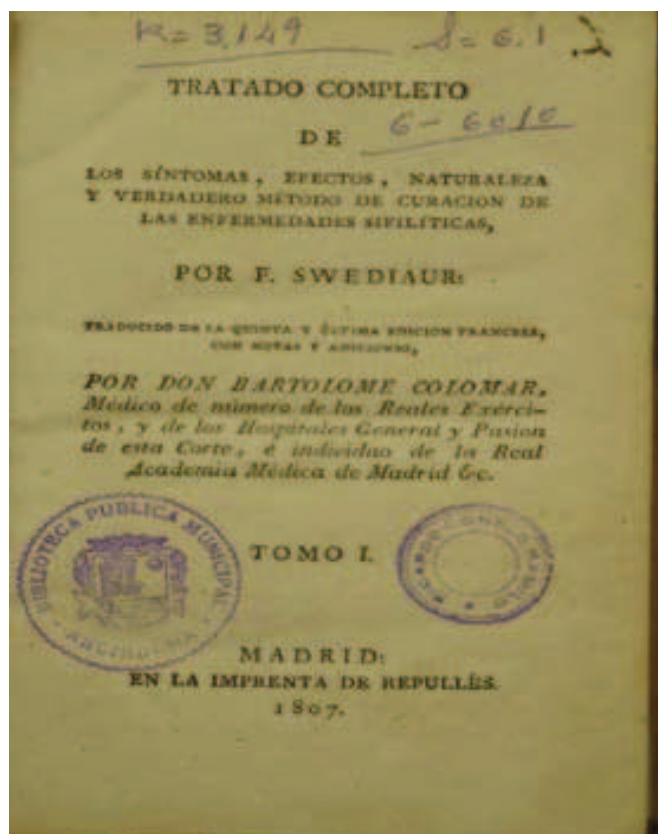 R= 3.149 S= 6.1
TRATADO COMPLETO
DE
6- 6010
LOS SÍNTOMAS, EFECTOS, NATURALEZA
Y VERDADERO MÉTODO DE CURACION DE
LAS ENFERMEDADES SIFILÍTICAS,
POR F. SWEDIAUR:
TRADUCIDO DE LA QUINTA Y ÚLTIMA EDICION FRANCESA,
CON NOTAS Y ADICIONES,
POR DON BARTOLOME COLOMAR,
Médico de número de los Reales Exérci-
tos, y de los Hospitales General y Pasion
de esta Corte, é individuo de la Real
Academia Médica de Madrid &c.
BIBLIOTECA PUBLICA MUNICIPAL
TOMO I.
MADRID:
EN LA IMPRENTA DE REPULLÉS.
1807.